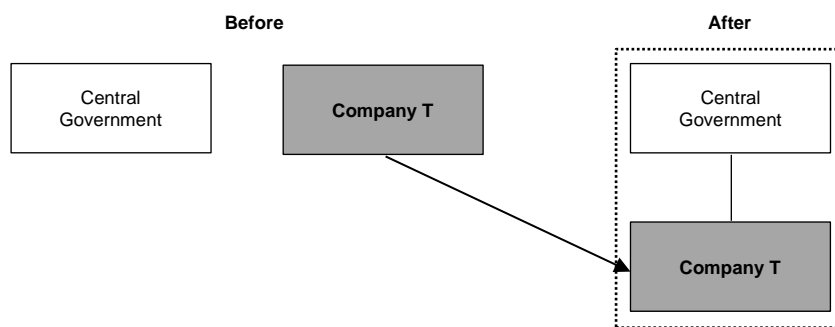 Before
After
Central
Government
Company T
Central
Government
Company T